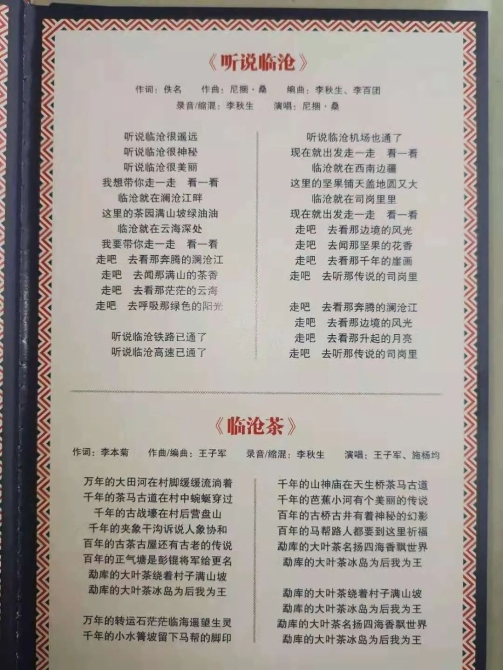 《听说临沧》
作词：佚名 作曲：尼捆·桑 编曲：李秋生、李百团
录音/缩混：李秋生 演唱：尼捆·桑
听说临沧很遥远
听说临沧很神秘
听说临沧很美丽
我想带你走一走 看一看
临沧就在澜沧江畔
这里的茶园满山坡绿油油
临沧就在云海深处
我要带你走一走 看一看
走吧 去看那奔腾的澜沧江
走吧 去闻那满山的茶香
走吧 去看那茫茫的云海
走吧 去呼吸那绿色的阳光
听说临沧铁路已通了
听说临沧高速已通了
听说临沧机场也通了
现在就出发走一走 看一看
临沧就在西南边疆
这里的坚果铺天盖地圆又大
临沧就在司岗里里
现在就出发走一走 看一看
走吧 去看那边境的风光
走吧 去闻那坚果的花香
走吧 去看那千年的崖画
走吧 去听那传说的司岗里
走吧 去看那奔腾的澜沧江
走吧 去看那边境的风光
走吧 去看那升起的月亮
走吧 去听那传说的司岗里
《临沧茶》
作词：李本菊 作曲/编曲：王子军 录音/缩混：李秋生 演唱：王子军、施杨均
万年的大田河在村脚缓缓流淌着
千年的茶马古道在村中蜿蜒穿过
千年的古战壕在村后营盘山
千年的夹象干沟诉说人象协和
百年的古茶古屋还有古老的传说
百年的正气塘是彭锟将军给更名
勐库的大叶茶绕着村子满山坡
勐库的大叶茶冰岛为后我为王
万年的转运石茫茫临海遥望生灵
千年的小水箐坡留下马帮的脚印
千年的山神庙在天生桥茶马古道
千年的芭蕉小河有个美丽的传说
百年的古桥古井有着神秘的幻影
百年的马帮路人都要到这里祈福
勐库的大叶茶名扬四海香飘世界
勐库的大叶茶冰岛为后我为王
勐库的大叶茶绕着村子满山坡
勐库的大叶茶冰岛为后我为王
勐库的大叶茶名扬四海香飘世界
勐库的大叶茶冰岛为后我为王